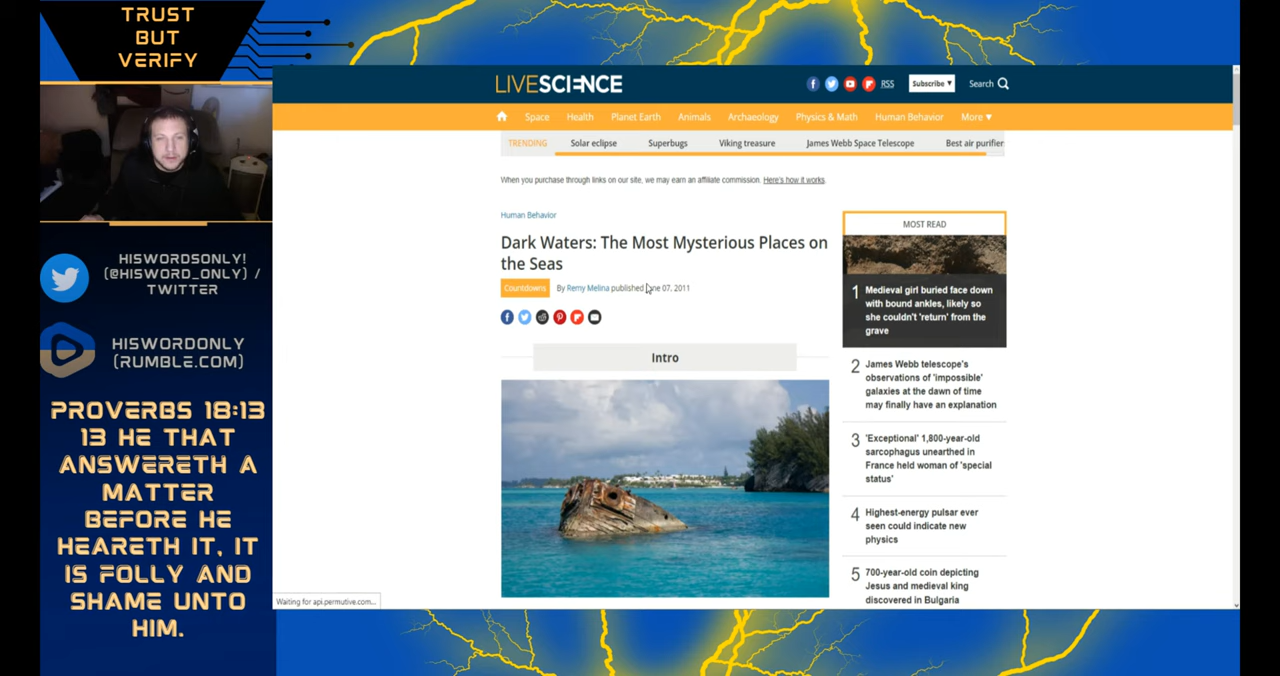 TRUST
BUT
VERIFY
HISWORDSONLY!
(@HISWORD_ONLY) /
TWITTER
HISWORDONLY
(RUMBLE.COM)
PROVERBS 18:13
13 HE THAT
ANSWERETH A
MATTER
BEFORE HE
HEARETH IT, IT
IS FOLLY AND
SHAME UNTO
HIM.
LIVESCIENCE
RSS
Subscribe ▼
Search
Space
Health
Planet Earth
Animals
Archaeology
Physics & Math
Human Behavior
More ▼
TRENDING
Solar eclipse
Superbugs
Viking treasure
James Webb Space Telescope
Best air purifier
When you purchase through links on our site, we may earn an affiliate commission. Here's how it works.
Human Behavior
Dark Waters: The Most Mysterious Places on
the Seas
Countdowns
By Remy Melina published June 07, 2011
Intro
MOST READ
1 Medieval girl buried face down
with bound ankles, likely so
she couldn't 'return' from the
grave
2 James Webb telescope's
observations of 'impossible'
galaxies at the dawn of time
may finally have an explanation
3 'Exceptional' 1,800-year-old
sarcophagus unearthed in
France held woman of 'special
status'
4 Highest-energy pulsar ever
seen could indicate new
physics
5 700-year-old coin depicting
Jesus and medieval king
discovered in Bulgaria
Waiting for api.permutive.com...